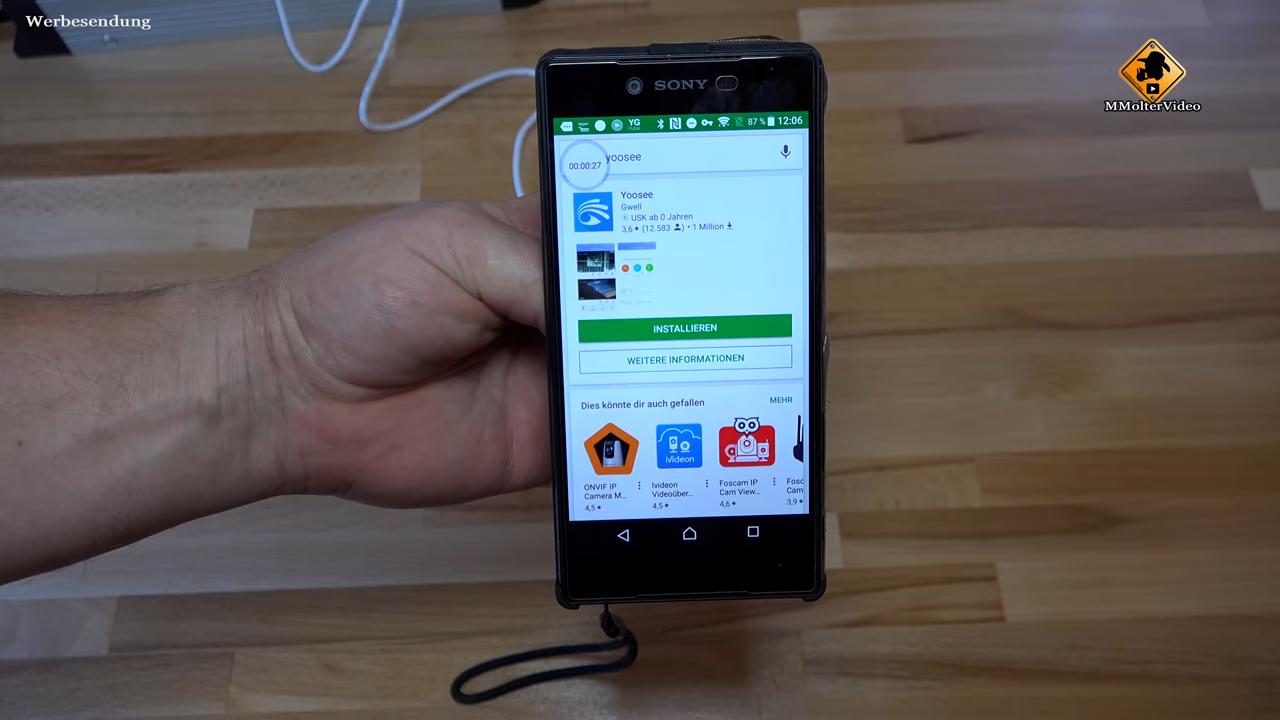 Werbesendung
MMolterVideo
SONY
YG
87 % 12:06
00:00:27
yoosee
Yoosee
Gwell
USK ab 0 Jahren
3,6 ★ (12.583) • 1 Million
INSTALLIEREN
WEITERE INFORMATIONEN
Dies könnte dir auch gefallen
MEHR
iVideon
ONVIF IP
Camera M...
4,5 ★
Ivideon
Videoüber...
4,5 ★
Foscam IP
Cam View...
4,6 ★
Fosc
Cam
3,9 ★